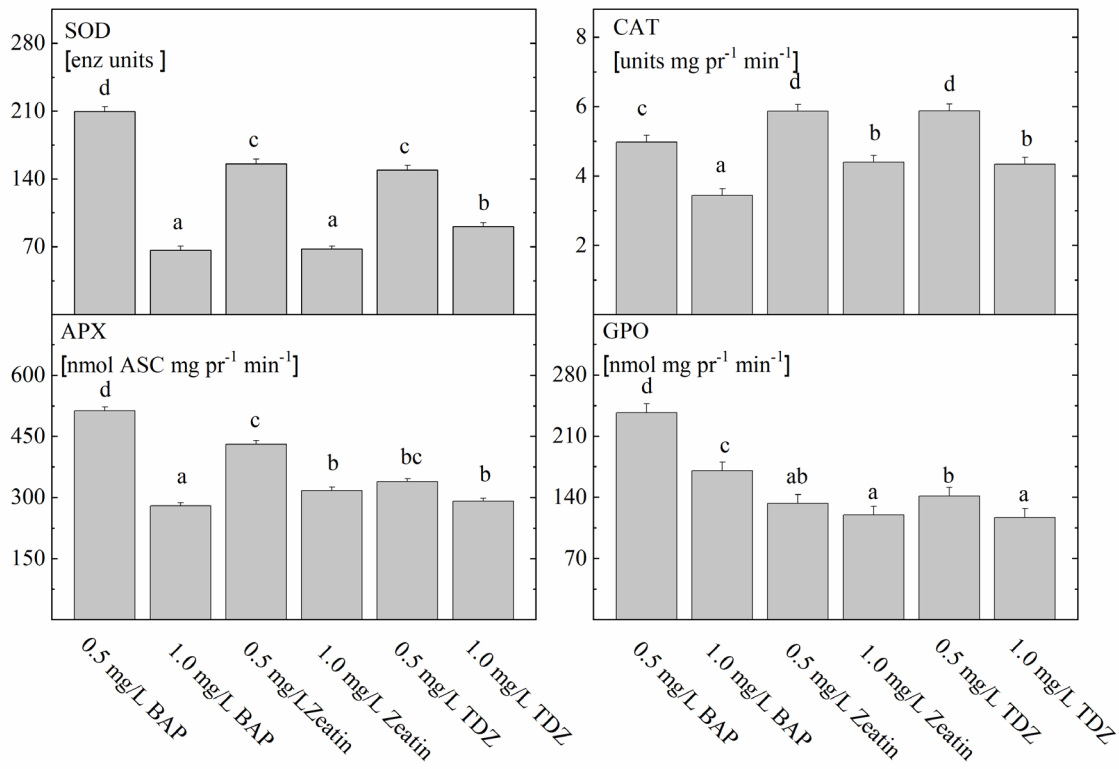 SOD
[enz units ]
280
210
140
70
d
a
c
a
c
b
CAT
[units mg pr-1 min-1]
8
6
4
2
c
a
d
b
d
b
APX
[nmol ASC mg pr-1 min-1]
600
450
300
150
d
a
c
b
bc
b
GPO
[nmol mg pr-1 min-1]
280
210
140
70
d
c
ab
a
b
a
0.5 mg/L BAP
1.0 mg/L BAP
0.5 mg/LZeatin
1.0 mg/L Zeatin
0.5 mg/L TDZ
1.0 mg/L TDZ
0.5 mg/L BAP
1.0 mg/L BAP
0.5 mg/L Zeatin
1.0 mg/L Zeatin
0.5 mg/L TDZ
1.0 mg/L TDZ